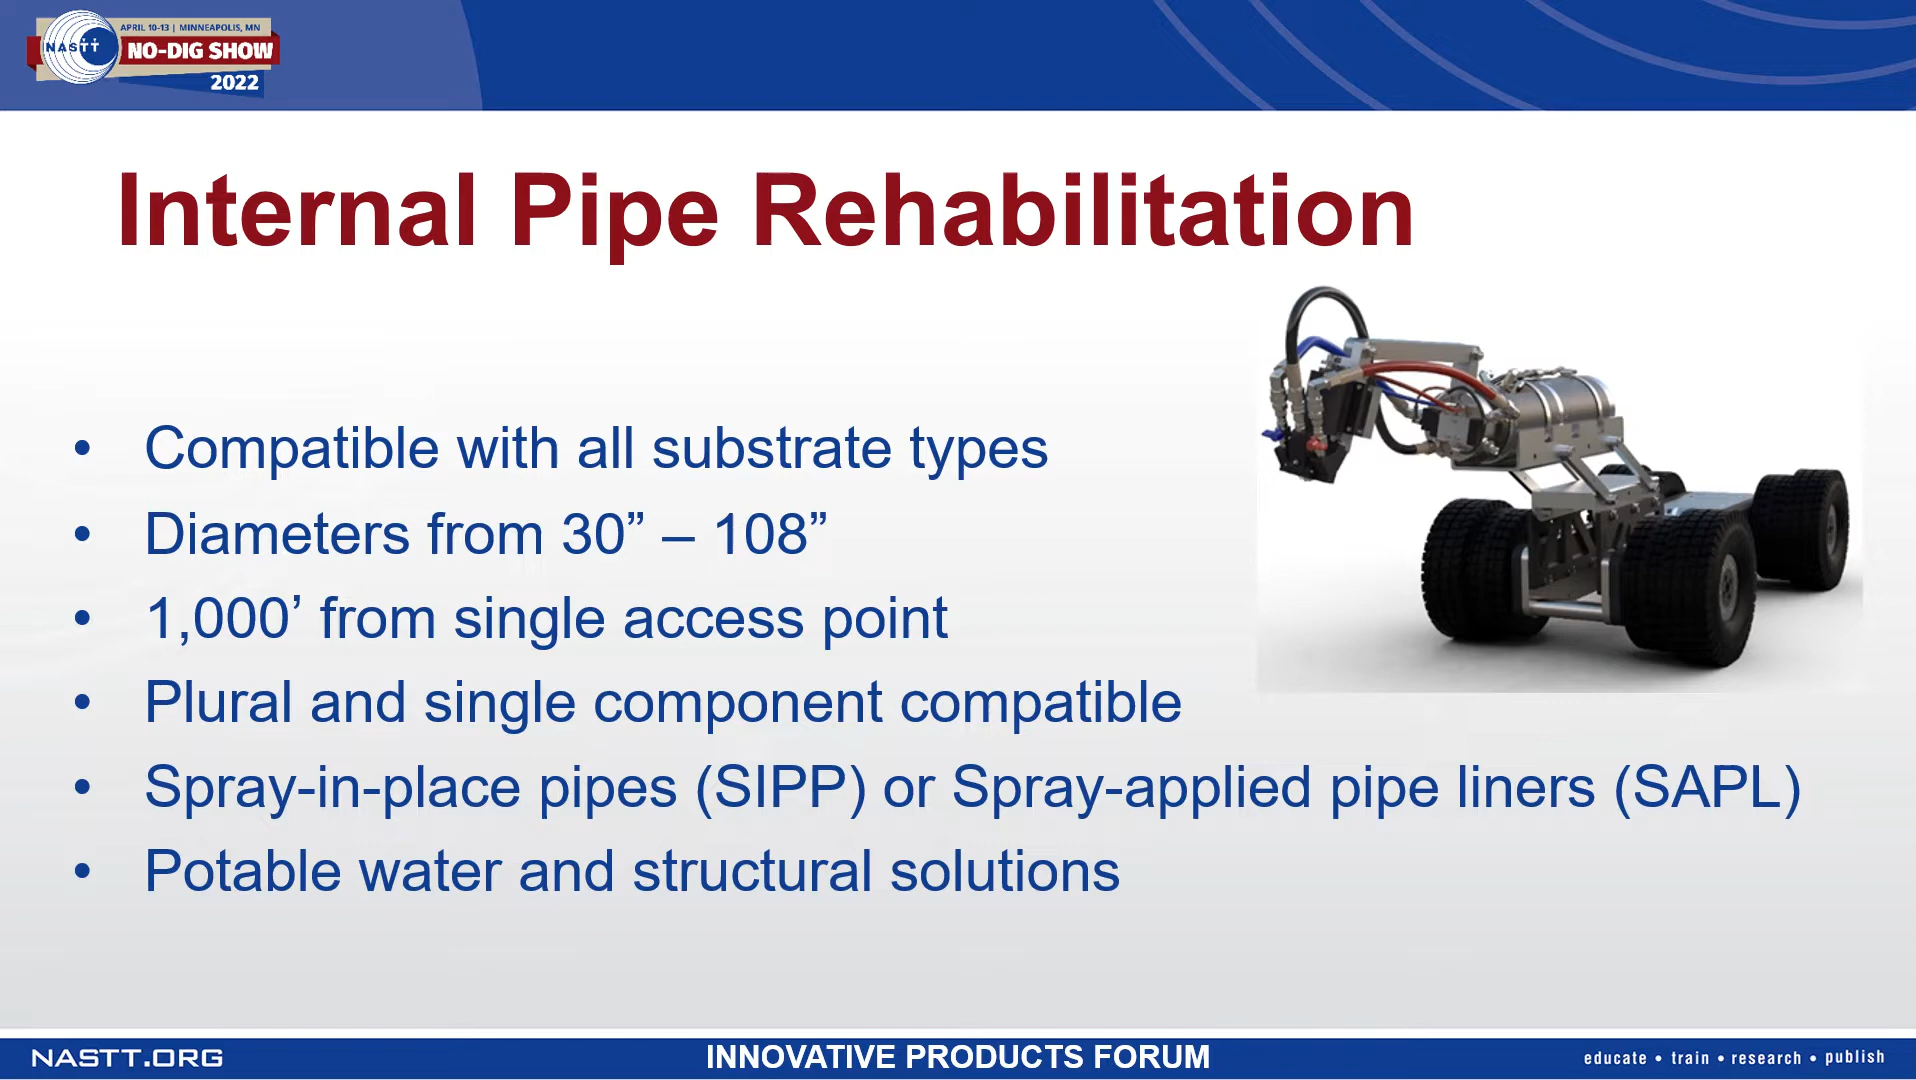 APRIL 10-13 | MINNEAPOLIS, MN
NASTT
NO-DIG SHOW
2022
Internal Pipe Rehabilitation
• Compatible with all substrate types
• Diameters from 30” – 108”
• 1,000’ from single access point
• Plural and single component compatible
• Spray-in-place pipes (SIPP) or Spray-applied pipe liners (SAPL)
• Potable water and structural solutions
NASTT.ORG
INNOVATIVE PRODUCTS FORUM
educate • train • research • publish